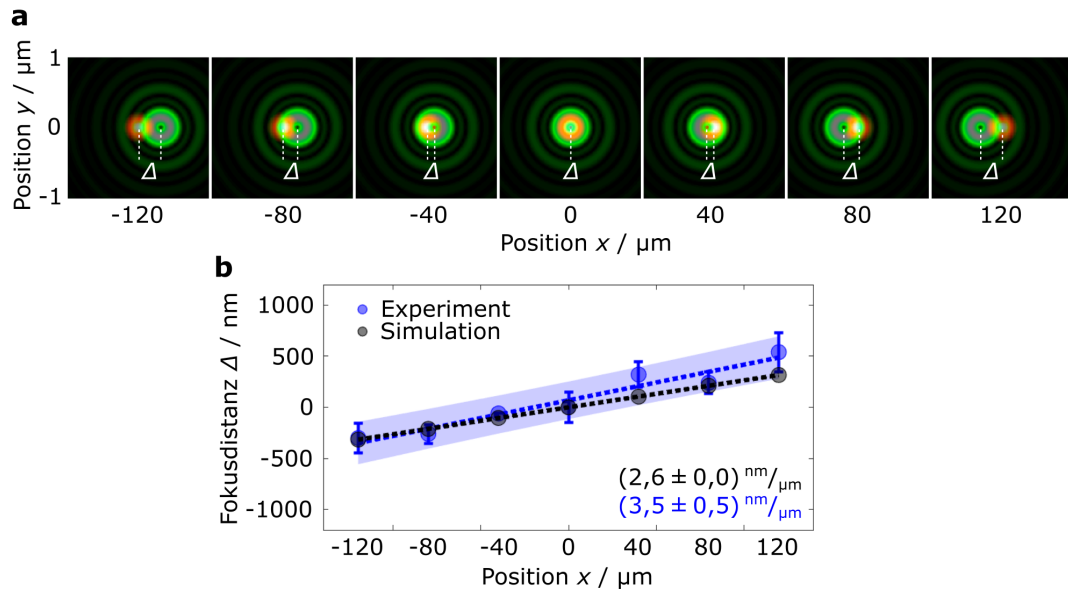 a
Position y / µm
1
0
-1
Δ Δ Δ Δ Δ Δ Δ
-120 -80 -40 0 40 80 120
Position x / µm
b
Fokusdistanz Δ / nm
1000
500
0
-500
-1000
Experiment
Simulation
(2,6 ± 0,0) nm/µm
(3,5 ± 0,5) nm/µm
-120 -80 -40 0 40 80 120
Position x / µm